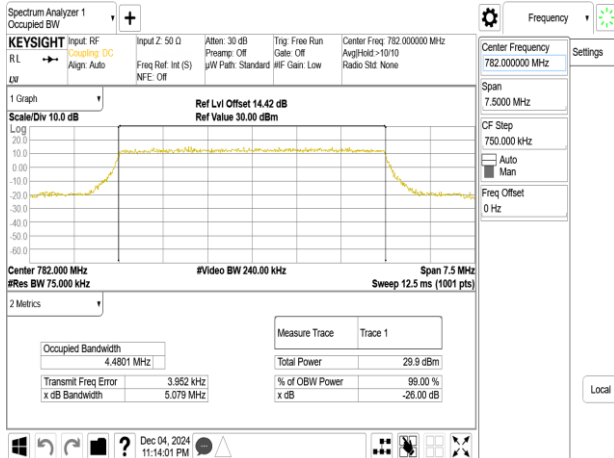 Spectrum Analyzer 1
Occupied BW
Frequency
KEYSIGHT
RL
LXI
Input: RF
Coupling: DC
Align: Auto
Input Z: 50 Ω
Freq Ref: Int (S)
NFE: Off
Atten: 30 dB
Preamp: Off
µW Path: Standard
Trig: Free Run
Gate: Off
#IF Gain: Low
Center Freq: 782.000000 MHz
Avg|Hold:>10/10
Radio Std: None
Center Frequency
782.000000 MHz
Settings
Span
7.5000 MHz
CF Step
750.000 kHz
Auto
Man
Freq Offset
0 Hz
Local
1 Graph
Scale/Div 10.0 dB
Ref Lvl Offset 14.42 dB
Ref Value 30.00 dBm
Log
20.0
10.0
0.00
-10.0
-20.0
-30.0
-40.0
-50.0
-60.0
Center 782.000 MHz
#Video BW 240.00 kHz
Span 7.5 MHz
#Res BW 75.000 kHz
Sweep 12.5 ms (1001 pts)
2 Metrics
Measure Trace Trace 1
Occupied Bandwidth
4.4801 MHz
Total Power 29.9 dBm
Transmit Freq Error 3.952 kHz
% of OBW Power 99.00 %
x dB Bandwidth 5.079 MHz
x dB -26.00 dB
Dec 04, 2024
11:14:01 PM